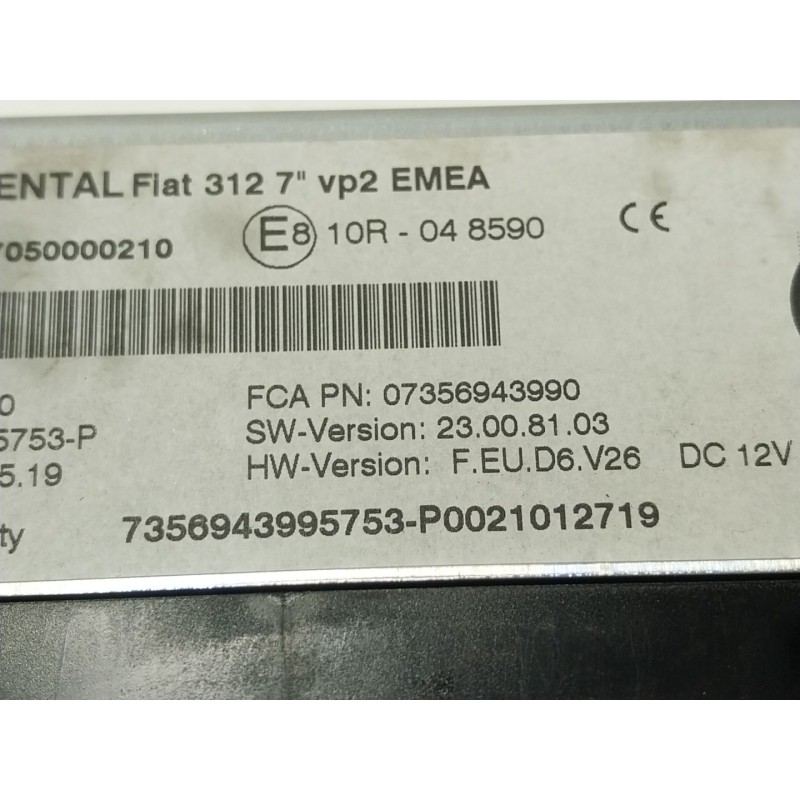 ENTAL Fiat 312 7" vp2 EMEA
7050000210 E8 10R - 04 8590 CE
0 FCA PN: 07356943990
5753-P SW-Version: 23.00.81.03
5.19 HW-Version: F.EU.D6.V26 DC 12V
ty 7356943995753-P0021012719